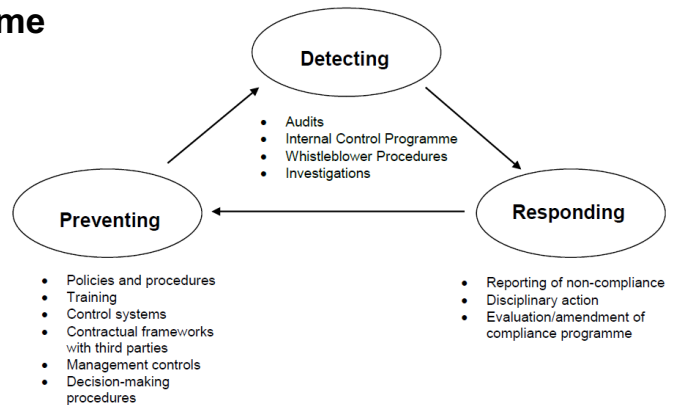 me
Detecting
• Audits
• Internal Control Programme
• Whistleblower Procedures
• Investigations
Preventing
Responding
• Policies and procedures
• Training
• Control systems
• Contractual frameworks
with third parties
• Management controls
• Decision-making
procedures
• Reporting of non-compliance
• Disciplinary action
• Evaluation/amendment of
compliance programme